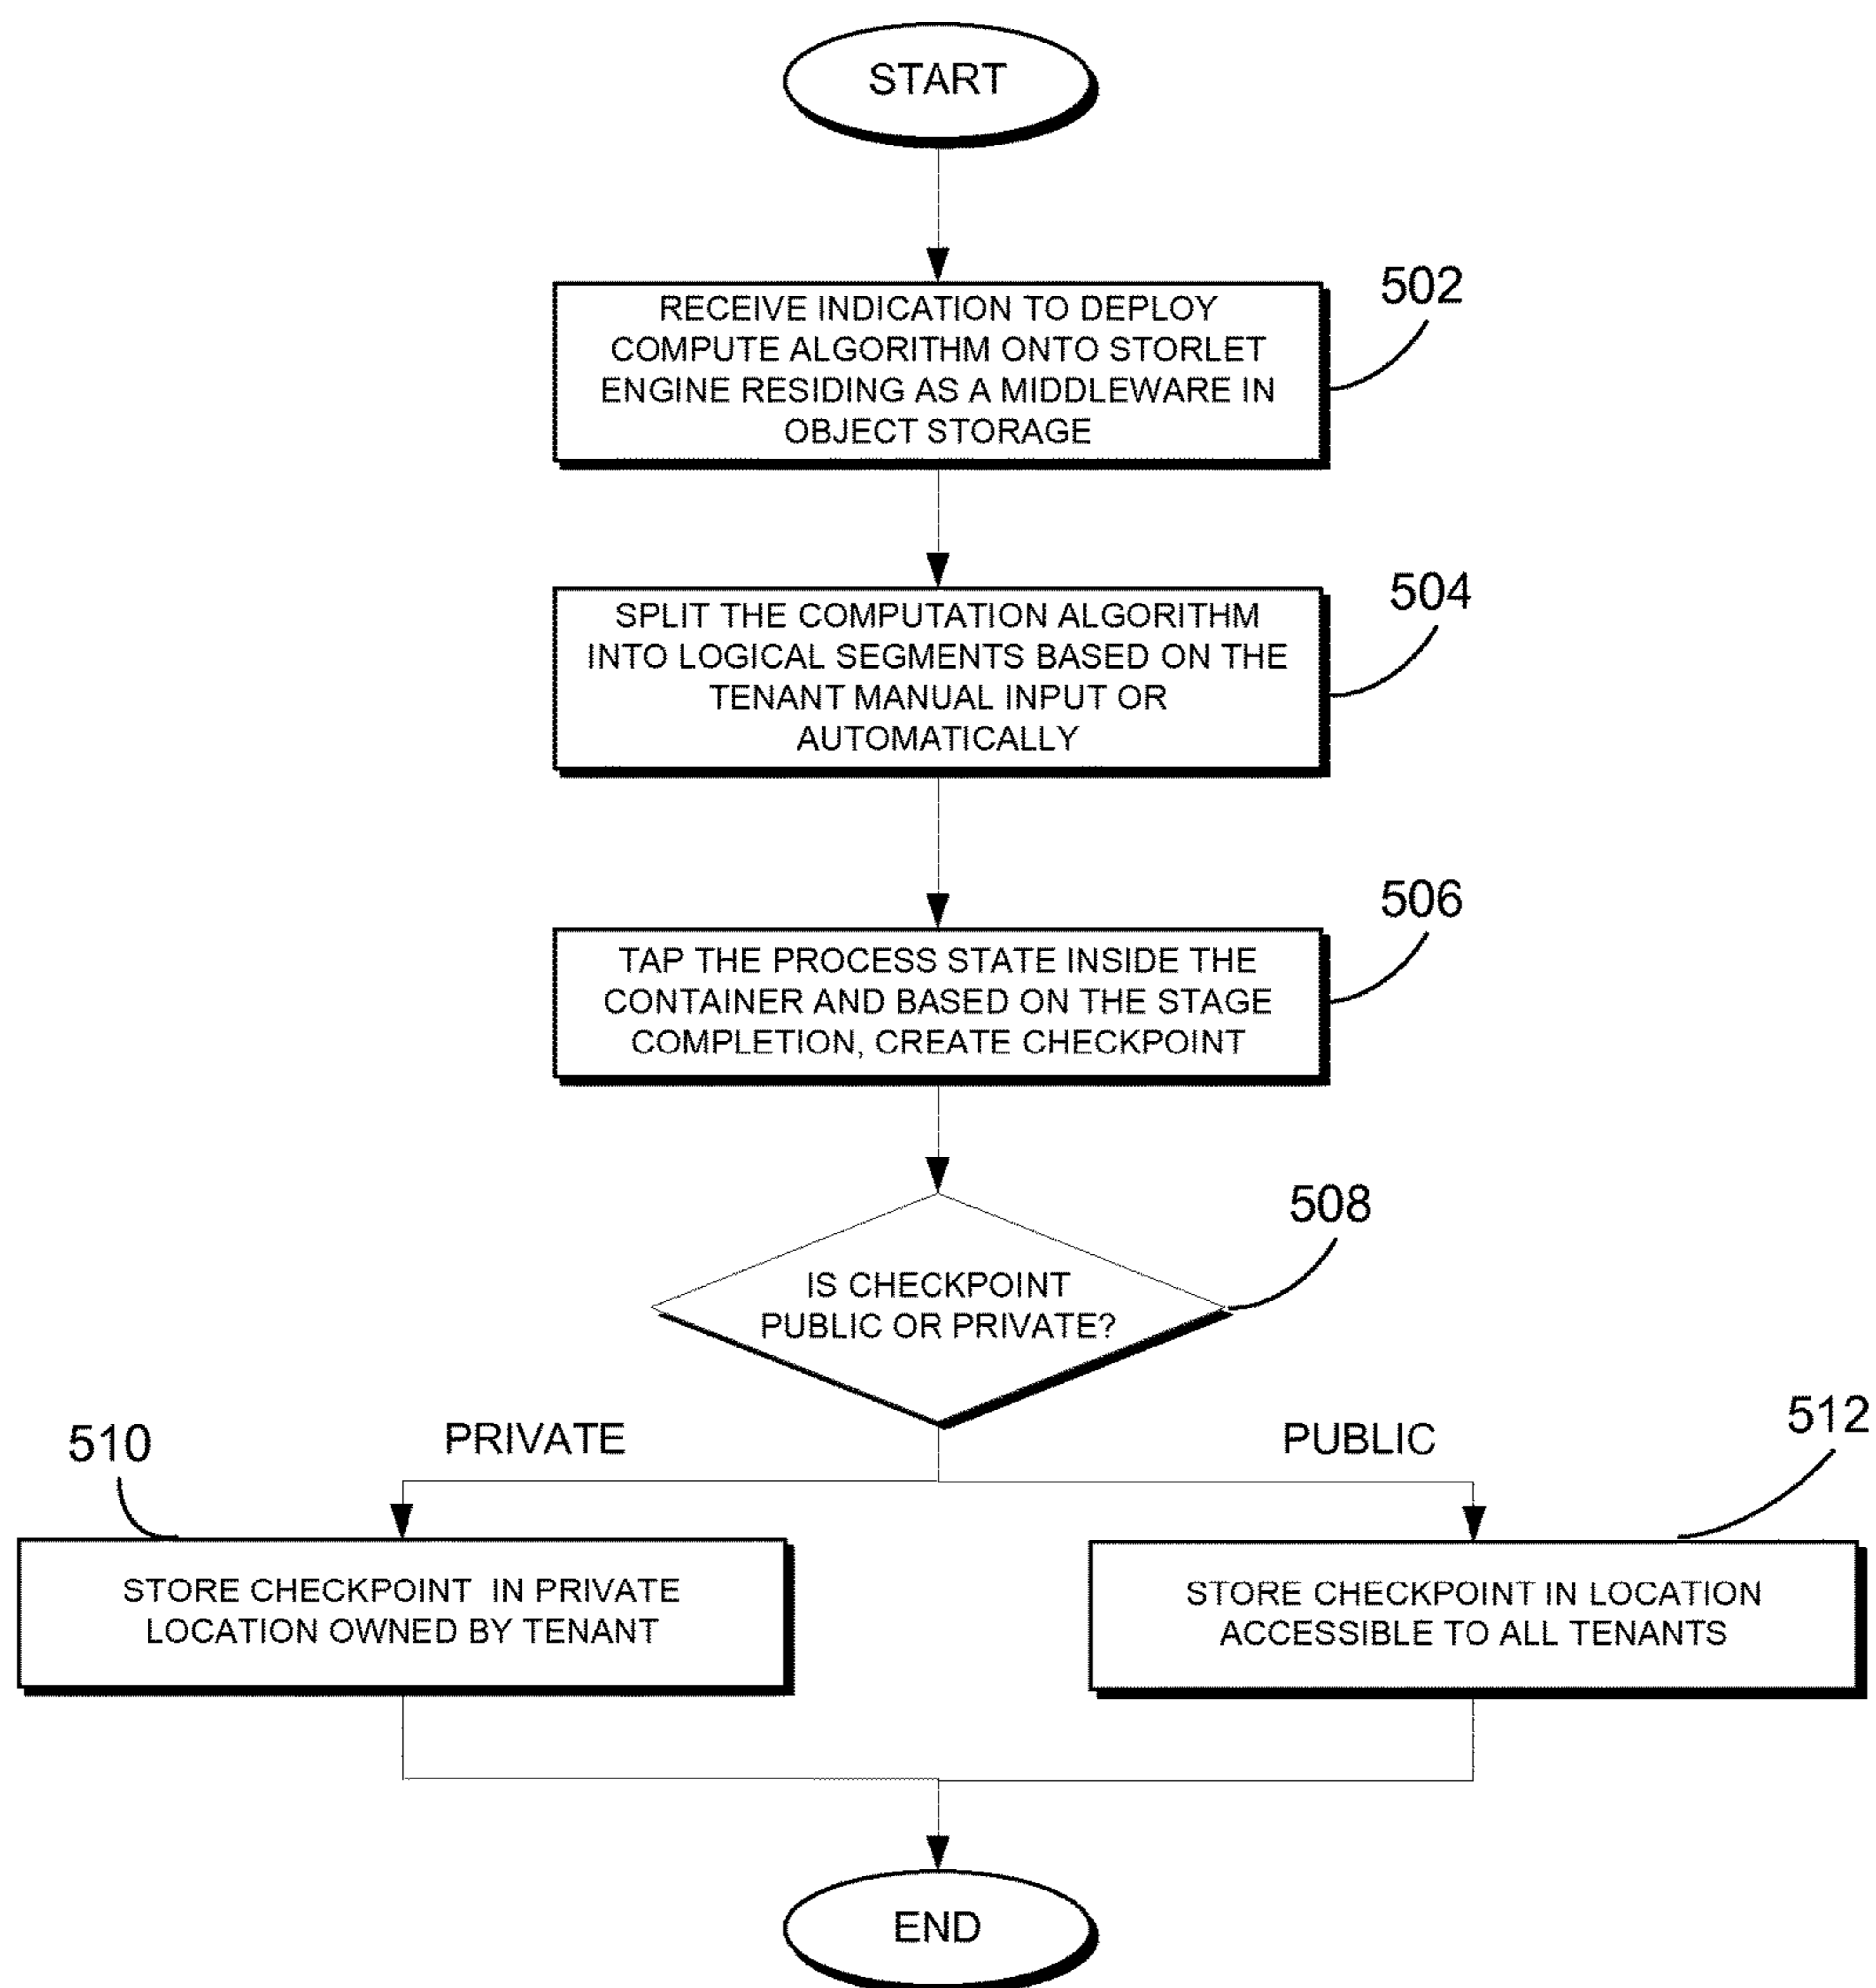 START
502
RECEIVE INDICATION TO DEPLOY
COMPUTE ALGORITHM ONTO STORLET
ENGINE RESIDING AS A MIDDLEWARE IN
OBJECT STORAGE
504
SPLIT THE COMPUTATION ALGORITHM
INTO LOGICAL SEGMENTS BASED ON THE
TENANT MANUAL INPUT OR
AUTOMATICALLY
506
TAP THE PROCESS STATE INSIDE THE
CONTAINER AND BASED ON THE STAGE
COMPLETION, CREATE CHECKPOINT
508
IS CHECKPOINT
PUBLIC OR PRIVATE?
510
PRIVATE
PUBLIC
512
STORE CHECKPOINT IN PRIVATE
LOCATION OWNED BY TENANT
STORE CHECKPOINT IN LOCATION
ACCESSIBLE TO ALL TENANTS
END